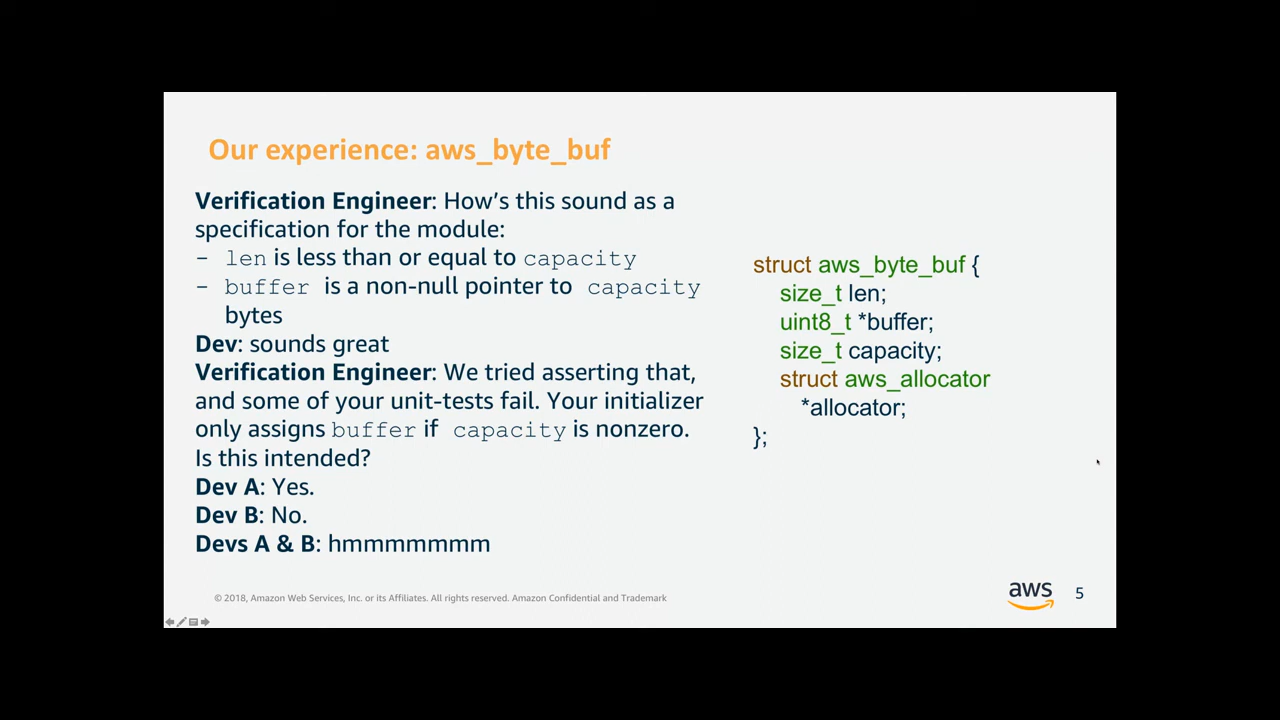 Our experience: aws_byte_buf
Verification Engineer: How's this sound as a
specification for the module:
- len is less than or equal to capacity
- buffer is a non-null pointer to capacity
bytes
Dev: sounds great
Verification Engineer: We tried asserting that,
and some of your unit-tests fail. Your initializer
only assigns buffer if capacity is nonzero.
Is this intended?
Dev A: Yes.
Dev B: No.
Devs A & B: hmmmmmmm
struct aws_byte_buf {
size_t len;
uint8_t *buffer;
size_t capacity;
struct aws_allocator
*allocator;
};
© 2018, Amazon Web Services, Inc. or its Affiliates. All rights reserved. Amazon Confidential and Trademark
aws
5